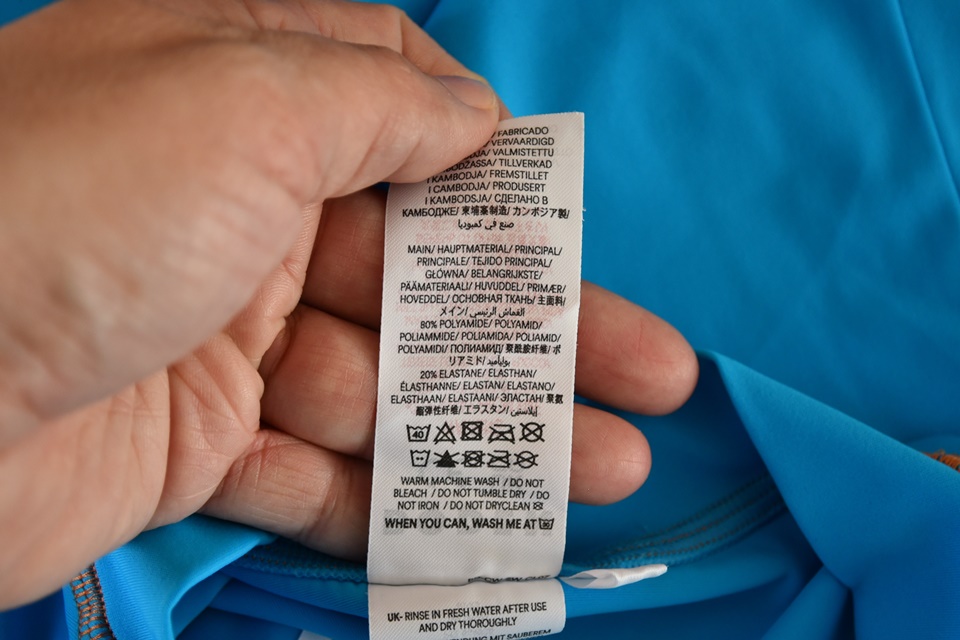 / FABRICADO
/ VERVAARDIGD
/ VALMISTETTU
/ TILLVERKAD
I KAMBODJA/ FREMSTILLET
I CAMBODJA/ PRODUSERT
I KAMBODSJA/ СДЕЛАНО В
КАМБОДЖЕ/ 柬埔寨制造/ カンボジア製/
صنع في كمبوديا
MAIN/ HAUPTMATERIAL/ PRINCIPAL/
PRINCIPALE/ TEJIDO PRINCIPAL/
GŁÓWNA/ BELANGRIJKSTE/
PÄÄMATERIAALI/ HUVUDDEL/ PRIMÆR/
HOVEDDEL/ ОСНОВНАЯ ТКАНЬ/ 主面料/
メイン/ القماش الرئيسي/
80% POLYAMIDE/ POLYAMID/
POLIAMMIDE/ POLIAMIDA/ POLIAMID/
POLYAMIDI/ ПОЛИАМИД/ 聚酰胺纤维/ ポ
リアミド/ بوليأميد/
20% ELASTANE/ ELASTHAN/
ÉLASTHANNE/ ELASTAN/ ELASTANO/
ELASTHAAN/ ELASTAANI/ ЭЛАСТАН/ 聚氨
酯弹性纤维/ エラスタン/ إيلاستين/
40
WARM MACHINE WASH / DO NOT
BLEACH / DO NOT TUMBLE DRY / DO
NOT IRON / DO NOT DRYCLEAN
WHEN YOU CAN, WASH ME AT
UK- RINSE IN FRESH WATER AFTER USE
AND DRY THOROUGHLY
MIT SAUBEREM